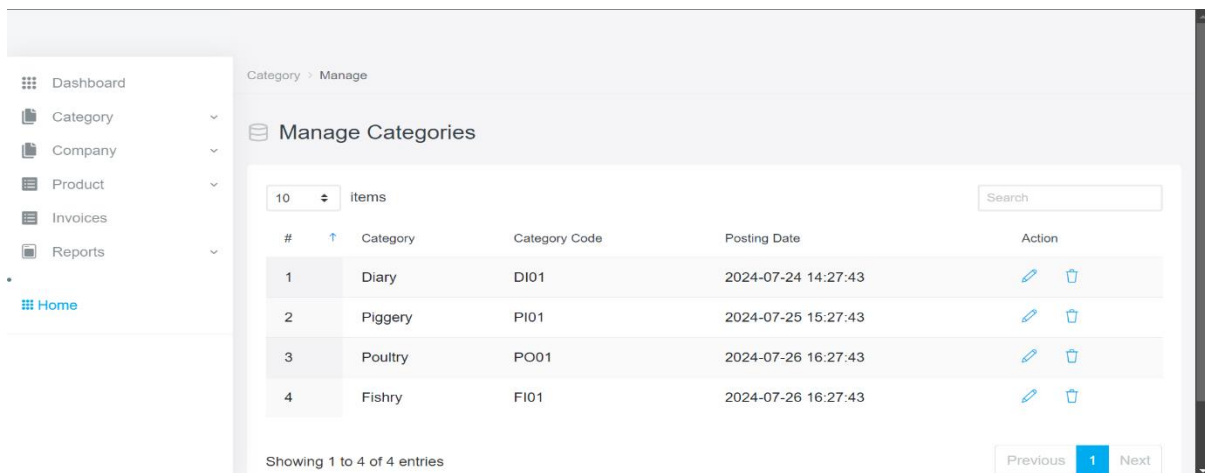 Dashboard
Category
Company
Product
Invoices
Reports
Home
Category > Manage
Manage Categories
10 items Search
# Category Category Code Posting Date Action
1 Diary DI01 2024-07-24 14:27:43
2 Piggery PI01 2024-07-25 15:27:43
3 Poultry PO01 2024-07-26 16:27:43
4 Fishry FI01 2024-07-26 16:27:43
Showing 1 to 4 of 4 entries Previous 1 Next